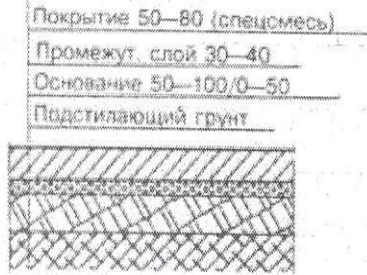 Покрытие 50—80 (спецсмесь)
Промежут. слой 30—40
Основание 50—100/0—50
Подстилающий грунт